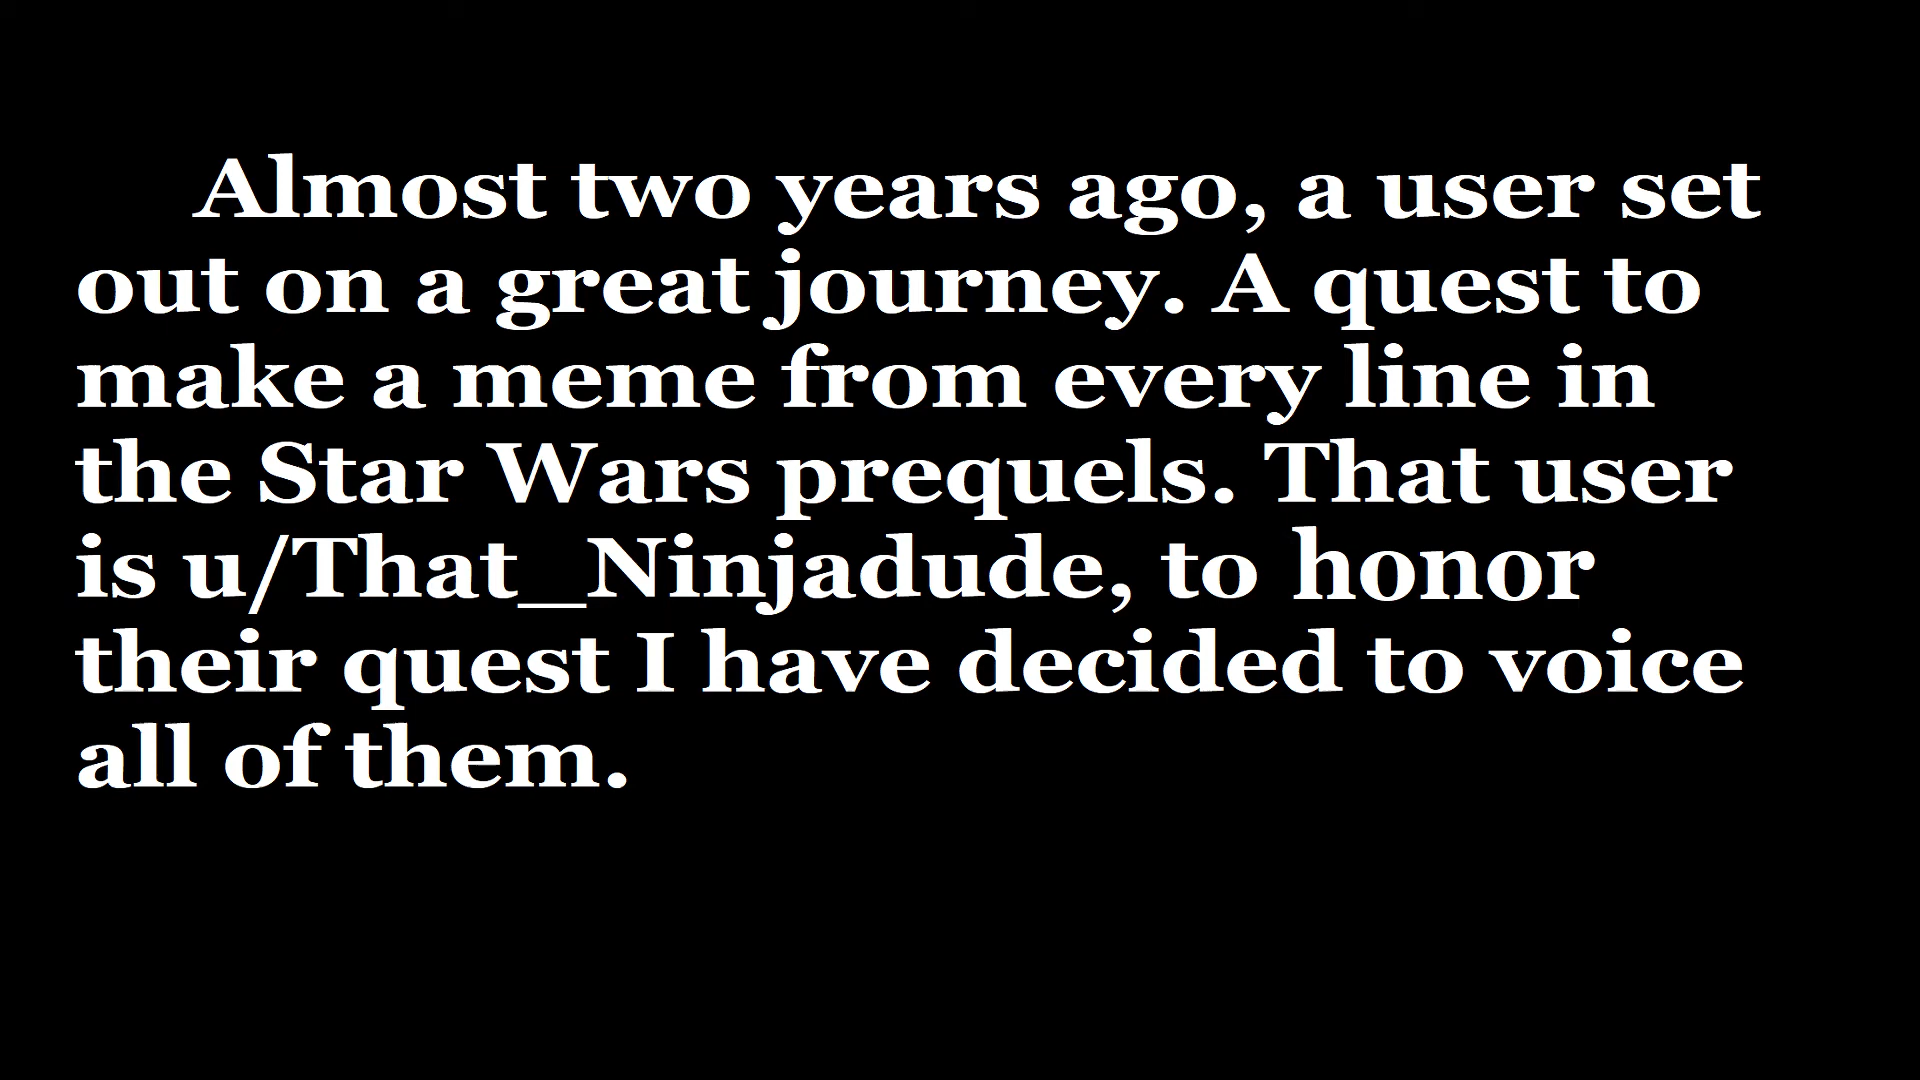 Almost two years ago, a user set
out on a great journey. A quest to
make a meme from every line in
the Star Wars prequels. That user
is u/That_Ninjadude, to honor
their quest I have decided to voice
all of them.